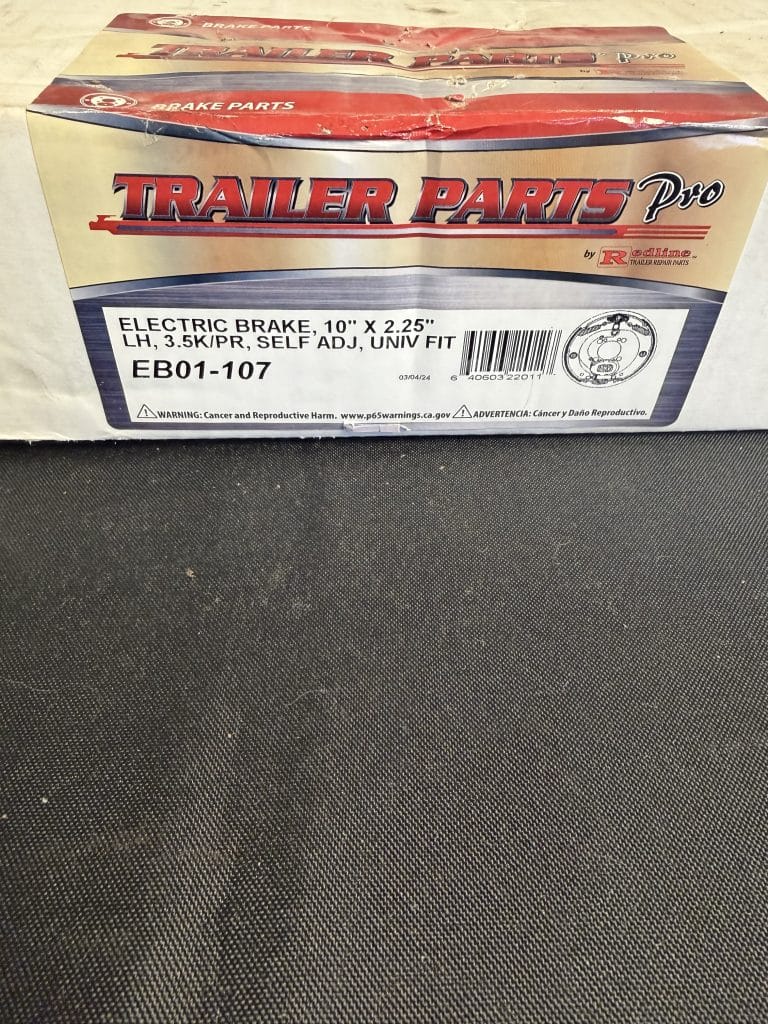 BRAKE PARTS
TRAILER PARTS Pro
by Redline
BRAKE PARTS
TRAILER PARTS Pro
by Redline™
TRAILER REPAIR PARTS
ELECTRIC BRAKE, 10" X 2.25"
LH, 3.5K/PR, SELF ADJ, UNIV FIT
EB01-107
03/04/24
6 40603 22011
WARNING: Cancer and Reproductive Harm. www.p65warnings.ca.gov ADVERTENCIA: Cáncer y Daño Reproductivo.